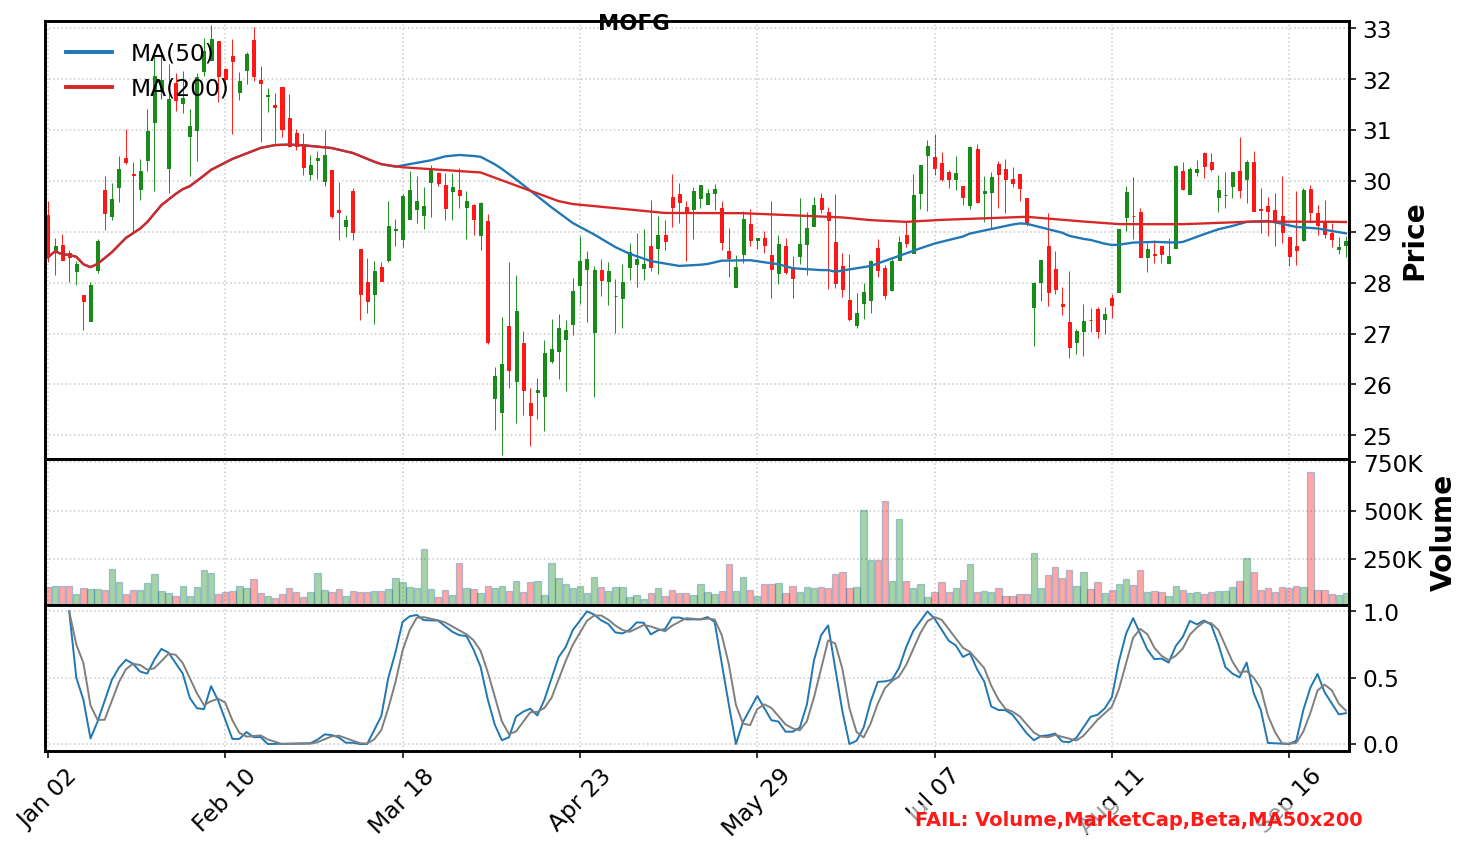 MOFG
MA(50)
MA(200)
33
32
31
30
29
28
27
26
25
Price
750K
500K
250K
Volume
1.0
0.5
0.0
Jan 02
Feb 10
Mar 18
Apr 23
May 29
Jul 07
Aug 11
Sep 16
FAIL: Volume,MarketCap,Beta,MA50x200